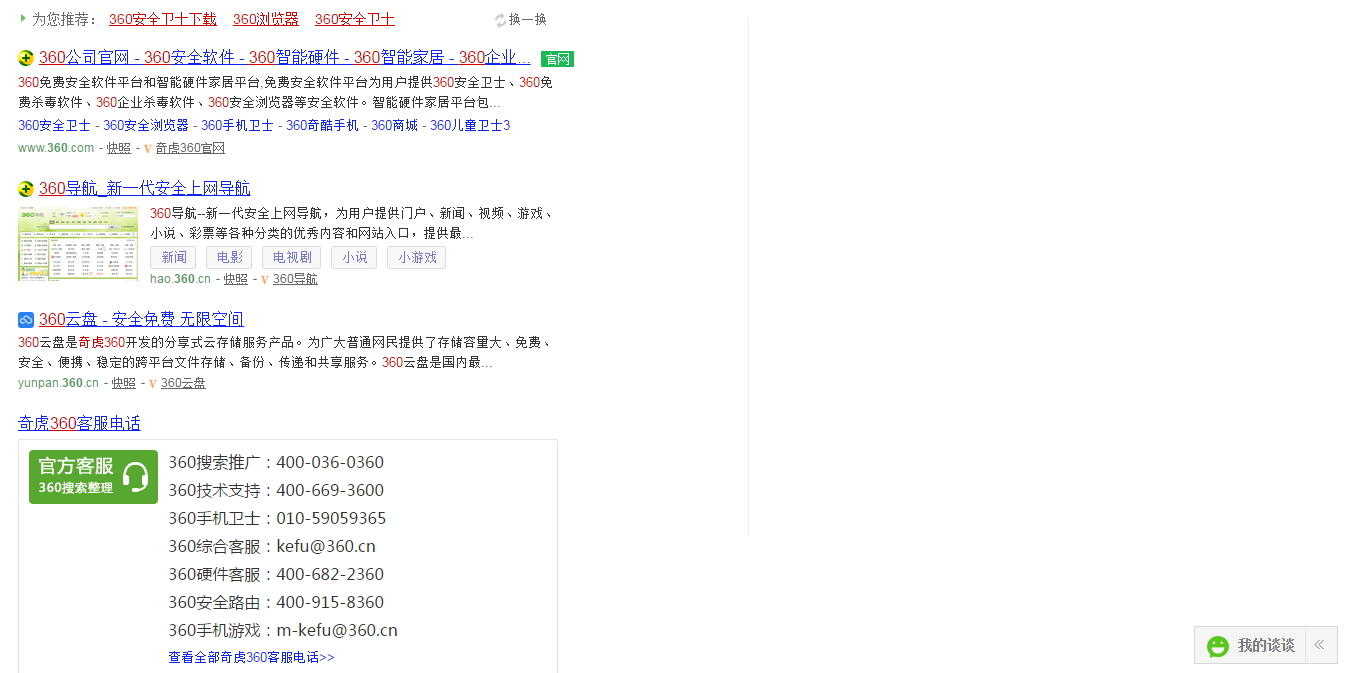 为您推荐： 360安全卫士下载 360浏览器 360安全卫士 换一换
360公司官网 - 360安全软件 - 360智能硬件 - 360智能家居 - 360企业... 官网
360免费安全软件平台和智能硬件家居平台,免费安全软件平台为用户提供360安全卫士、360免
费杀毒软件、360企业杀毒软件、360安全浏览器等安全软件。智能硬件家居平台包...
360安全卫士 - 360安全浏览器 - 360手机卫士 - 360奇酷手机 - 360商城 - 360儿童卫士3
www.360.com - 快照 - V 奇虎360官网
360导航_新一代安全上网导航
360导航--新一代安全上网导航，为用户提供门户、新闻、视频、游戏、
小说、彩票等各种分类的优秀内容和网站入口，提供最...
新闻 电影 电视剧 小说 小游戏
hao.360.cn - 快照 - V 360导航
360云盘 - 安全免费 无限空间
360云盘是奇虎360开发的分享式云存储服务产品。为广大普通网民提供了存储容量大、免费、
安全、便携、稳定的跨平台文件存储、备份、传递和共享服务。360云盘是国内最...
yunpan.360.cn - 快照 - V 360云盘
奇虎360客服电话
官方客服
360搜索整理
360搜索推广：400-036-0360
360技术支持：400-669-3600
360手机卫士：010-59059365
360综合客服：kefu@360.cn
360硬件客服：400-682-2360
360安全路由：400-915-8360
360手机游戏：m-kefu@360.cn
查看全部奇虎360客服电话>>
我的谈谈 «